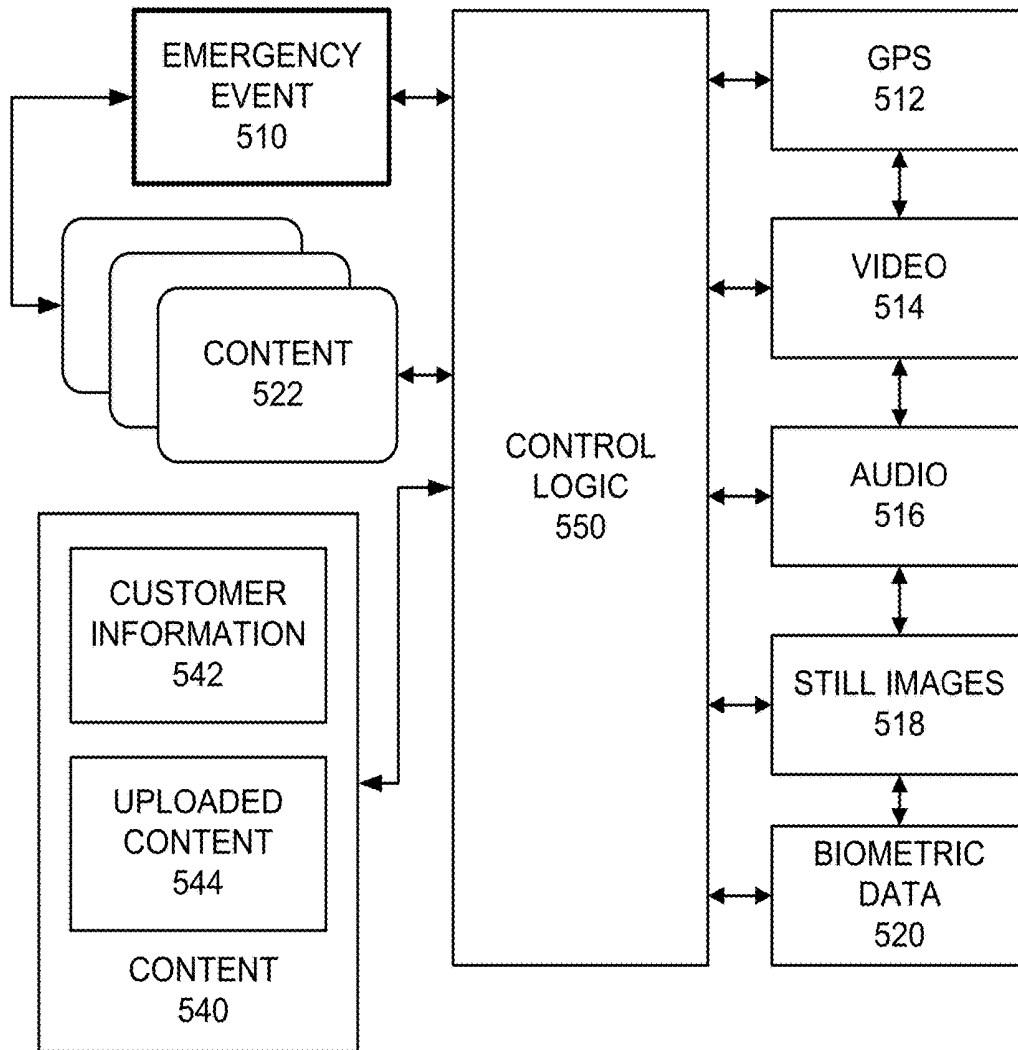 EMERGENCY
EVENT
510
CONTENT
522
CUSTOMER
INFORMATION
542
UPLOADED
CONTENT
544
CONTENT
540
CONTROL
LOGIC
550
GPS
512
VIDEO
514
AUDIO
516
STILL IMAGES
518
BIOMETRIC
DATA
520